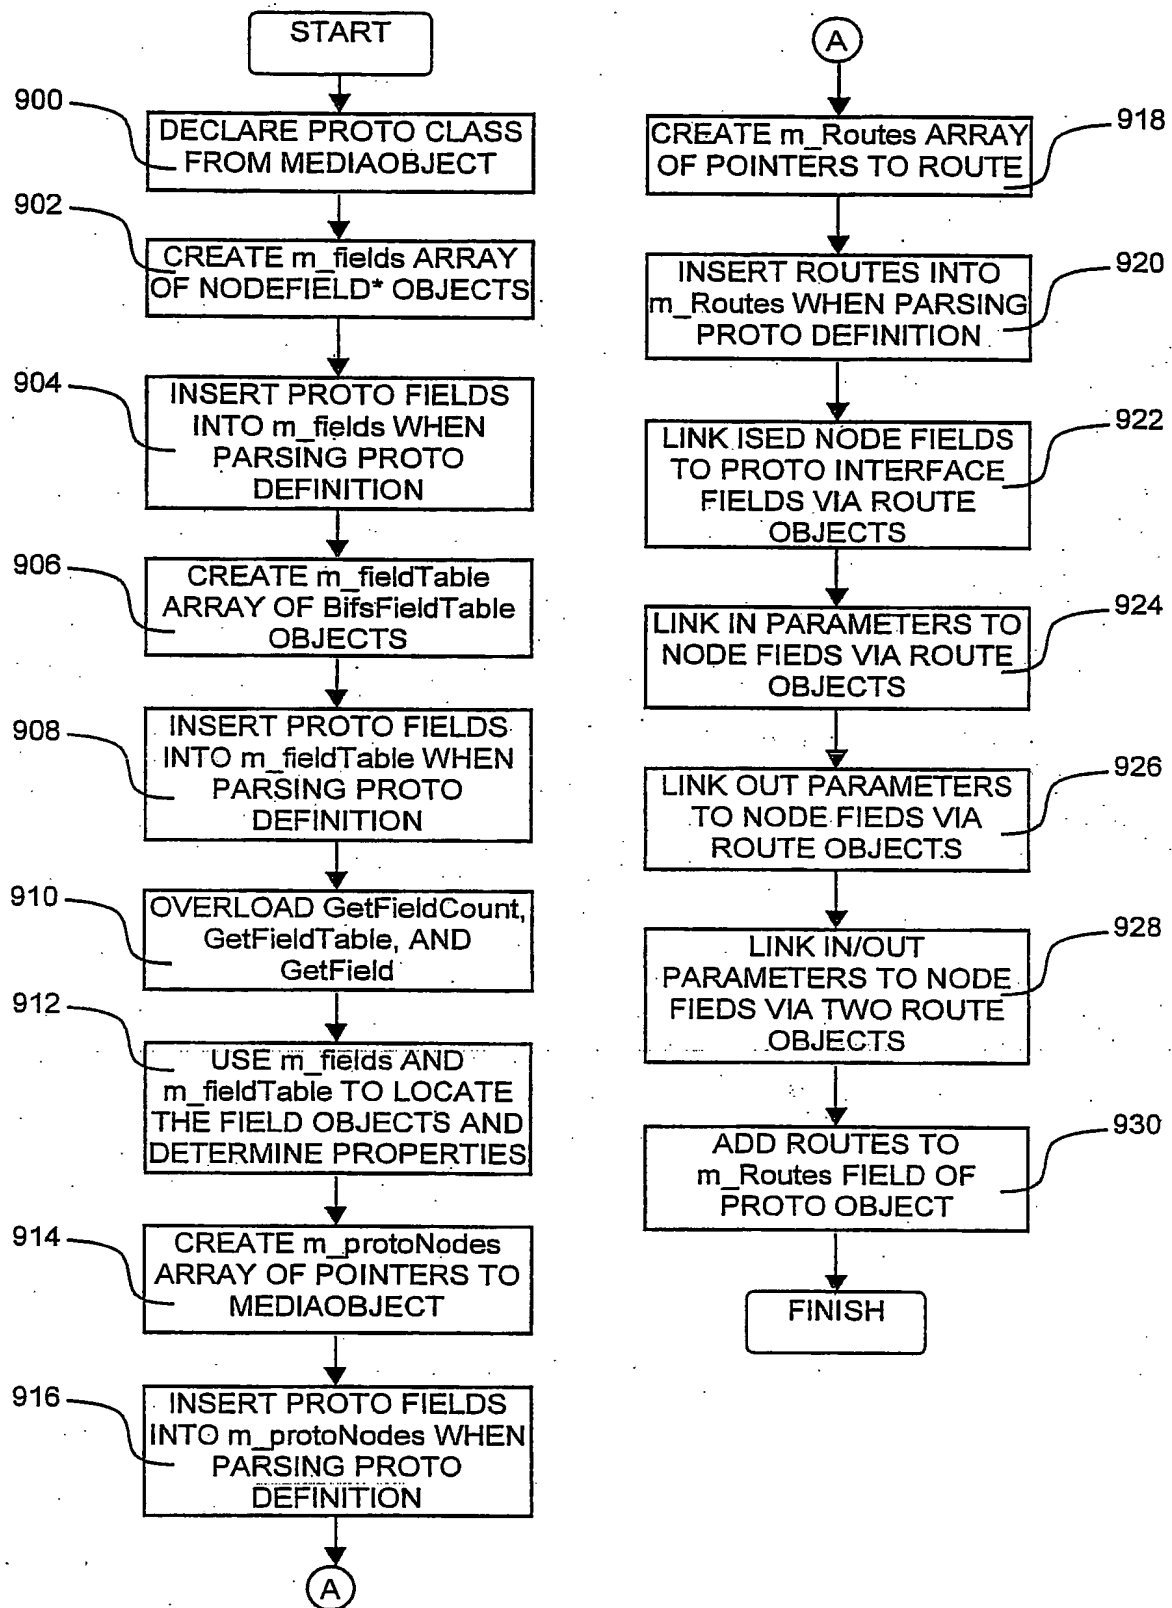 START
900
DECLARE PROTO CLASS
FROM MEDIAOBJECT
902
CREATE m_fields ARRAY
OF NODEFIELD* OBJECTS
904
INSERT PROTO FIELDS
INTO m_fields WHEN
PARSING PROTO
DEFINITION
906
CREATE m_fieldTable
ARRAY OF BifsFieldTable
OBJECTS
908
INSERT PROTO FIELDS
INTO m_fieldTable WHEN
PARSING PROTO
DEFINITION
910
OVERLOAD GetFieldCount,
GetFieldTable, AND
GetField
912
USE m_fields AND
m_fieldTable TO LOCATE
THE FIELD OBJECTS AND
DETERMINE PROPERTIES
914
CREATE m_protoNodes
ARRAY OF POINTERS TO
MEDIAOBJECT
916
INSERT PROTO FIELDS
INTO m_protoNodes WHEN
PARSING PROTO
DEFINITION
A
A
918
CREATE m_Routes ARRAY
OF POINTERS TO ROUTE
920
INSERT ROUTES INTO
m_Routes WHEN PARSING
PROTO DEFINITION
922
LINK ISED NODE FIELDS
TO PROTO INTERFACE
FIELDS VIA ROUTE
OBJECTS
924
LINK IN PARAMETERS TO
NODE FIEDS VIA ROUTE
OBJECTS
926
LINK OUT PARAMETERS
TO NODE FIEDS VIA
ROUTE OBJECTS
928
LINK IN/OUT
PARAMETERS TO NODE
FIEDS VIA TWO ROUTE
OBJECTS
930
ADD ROUTES TO
m_Routes FIELD OF
PROTO OBJECT
FINISH